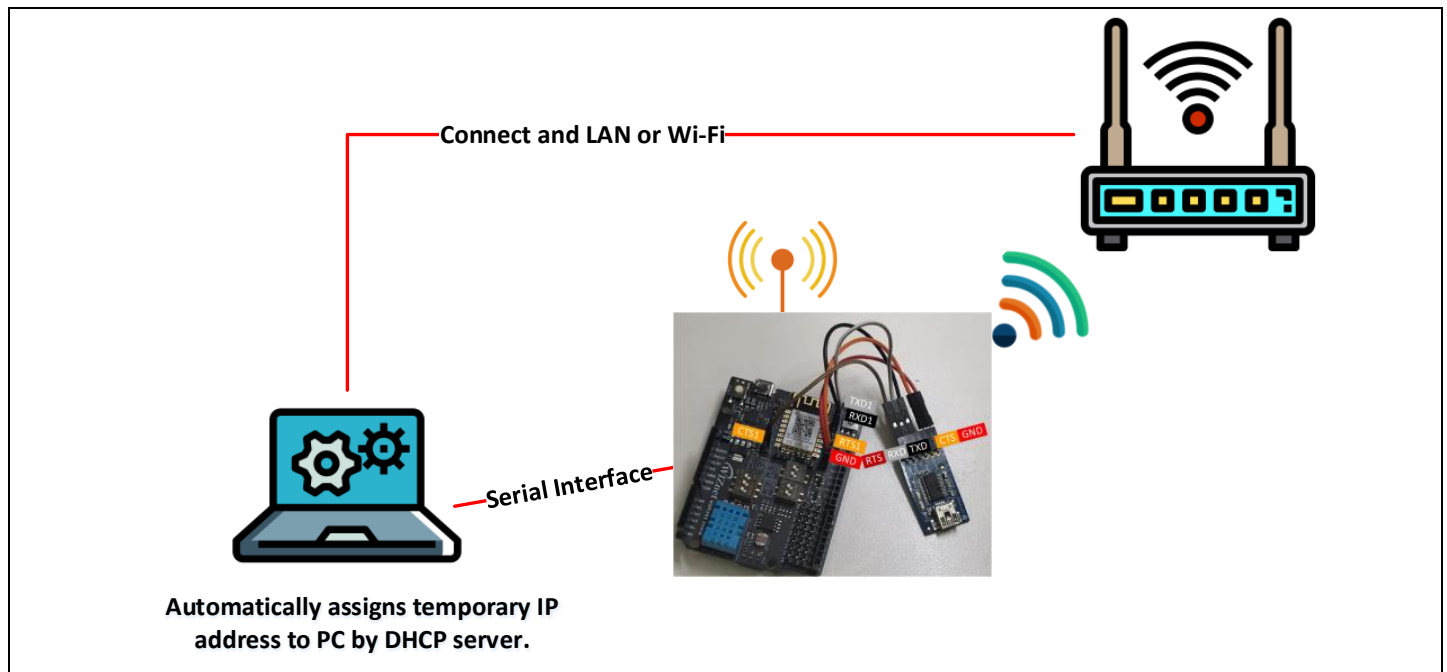 Connect and LAN or Wi-Fi
TXD1
RXD1
CTS1
RTS1
GND
RTS
RXD
TXD
CTS
GND
WIZnet
Serial Interface
Automatically assigns temporary IP
address to PC by DHCP server.